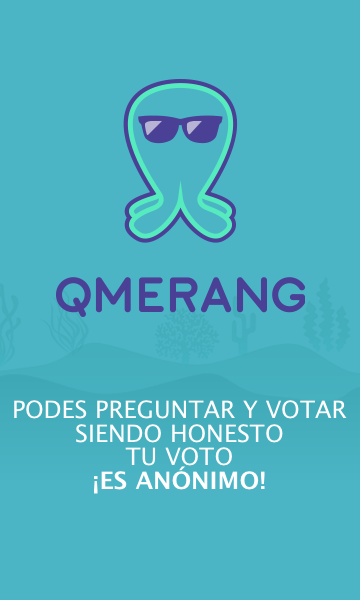 QMERANG
PODES PREGUNTAR Y VOTAR
SIENDO HONESTO
TU VOTO
¡ES ANÓNIMO!